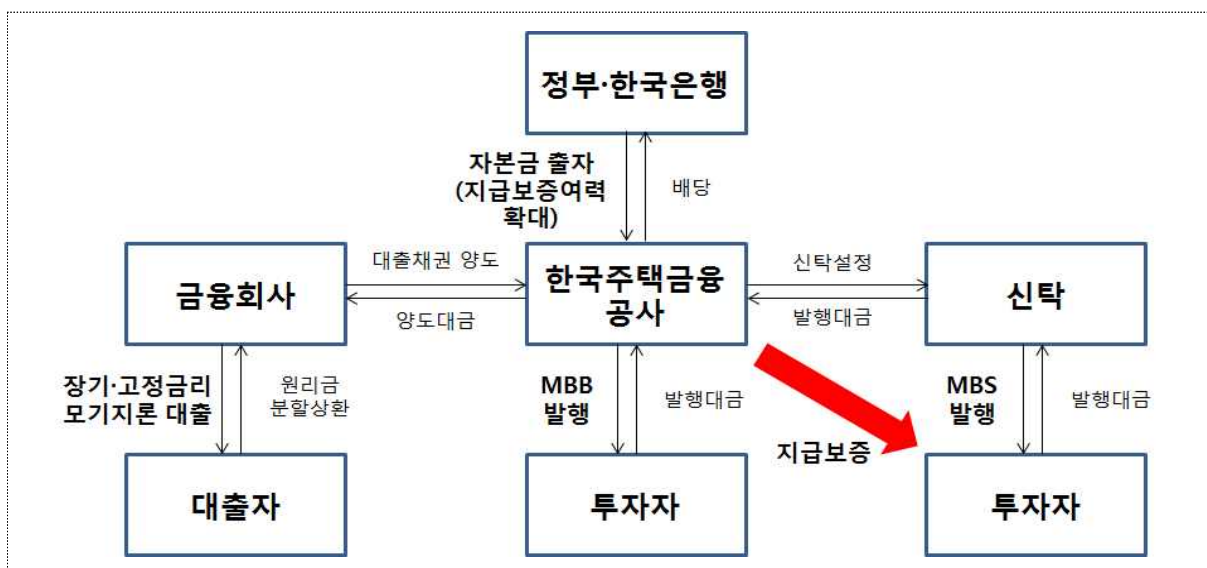 정부·한국은행
자본금 출자
(지급보증여력
확대)
배당
금융회사
대출채권 양도
양도대금
한국주택금융
공사
신탁설정
발행대금
신탁
장기·고정금리
모기지론 대출
원리금
분할상환
MBB
발행
발행대금
지급보증
MBS
발행
발행대금
대출자
투자자
투자자